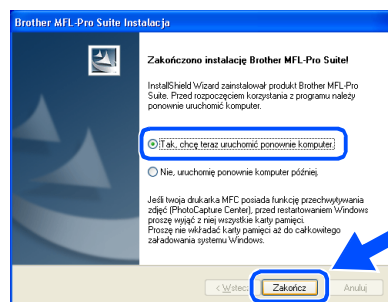 Brother MFL-Pro Suite Instalacja
Zakończono instalację Brother MFL-Pro Suite!
InstallShield Wizard zainstalował produkt Brother MFL-Pro
Suite. Przed rozpoczęciem korzystania z programu należy
ponownie uruchomić komputer.
Tak, chcę teraz uruchomić ponownie komputer.
Nie, uruchomię ponownie komputer później.
Jeśli twoja drukarka MFC posiada funkcję przechwytywania
zdjęć (PhotoCapture Center), przed restartowaniem Windows
proszę wyjąć z niej wszystkie karty pamięci.
Proszę nie wkładać karty pamięci aż do całkowitego
załadowania systemu Windows.
< Wstecz Zakończ Anuluj